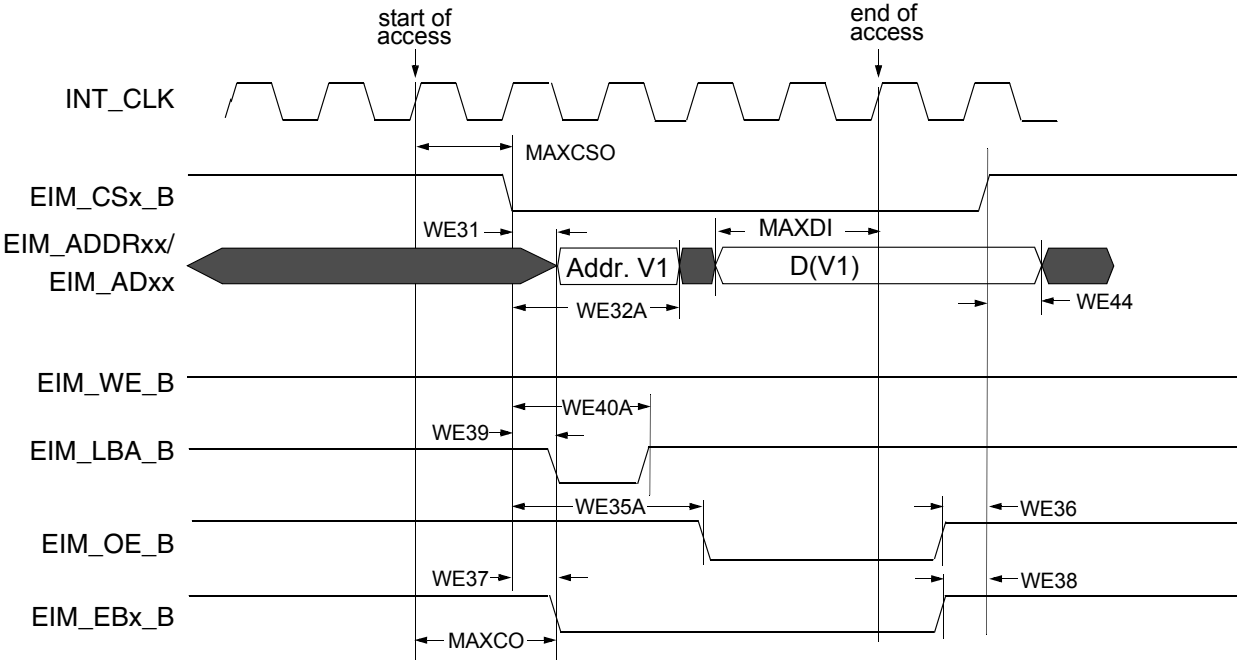 start of
access
end of
access
INT_CLK
MAXCSO
EIM_CSx_B
WE31
MAXDI
EIM_ADDRxx/
EIM_ADxx
Addr. V1
D(V1)
WE32A
WE44
EIM_WE_B
WE40A
WE39
EIM_LBA_B
WE35A
WE36
EIM_OE_B
WE37
WE38
EIM_EBx_B
MAXCO